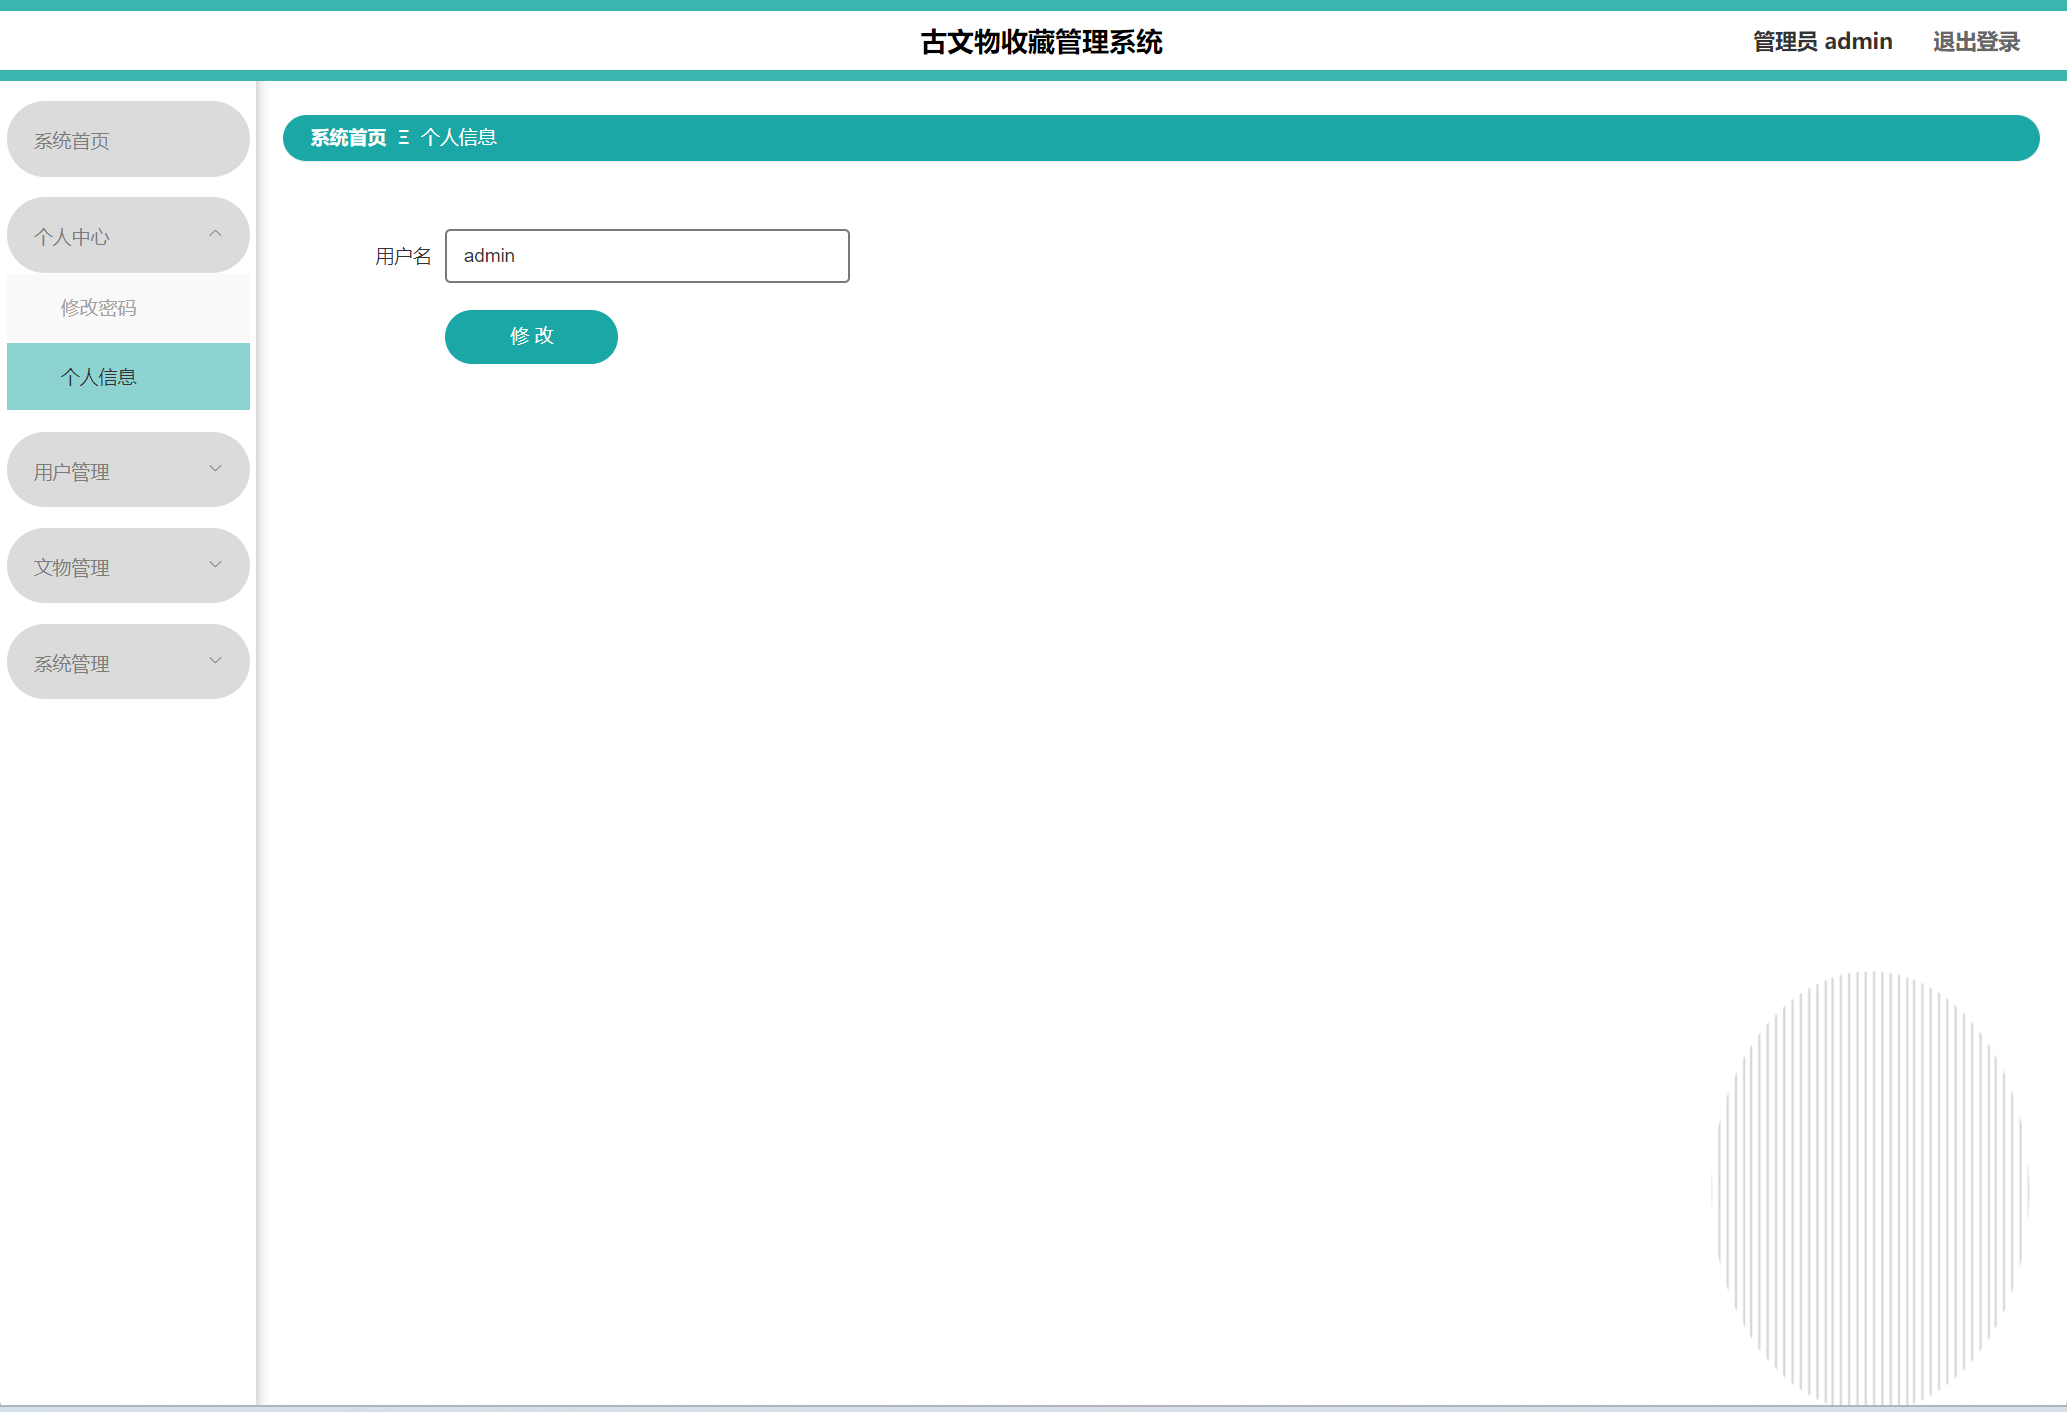 古文物收藏管理系统
管理员 admin
退出登录
系统首页
个人中心
修改密码
个人信息
用户管理
文物管理
系统管理
系统首页 Ξ 个人信息
用户名 admin
修 改